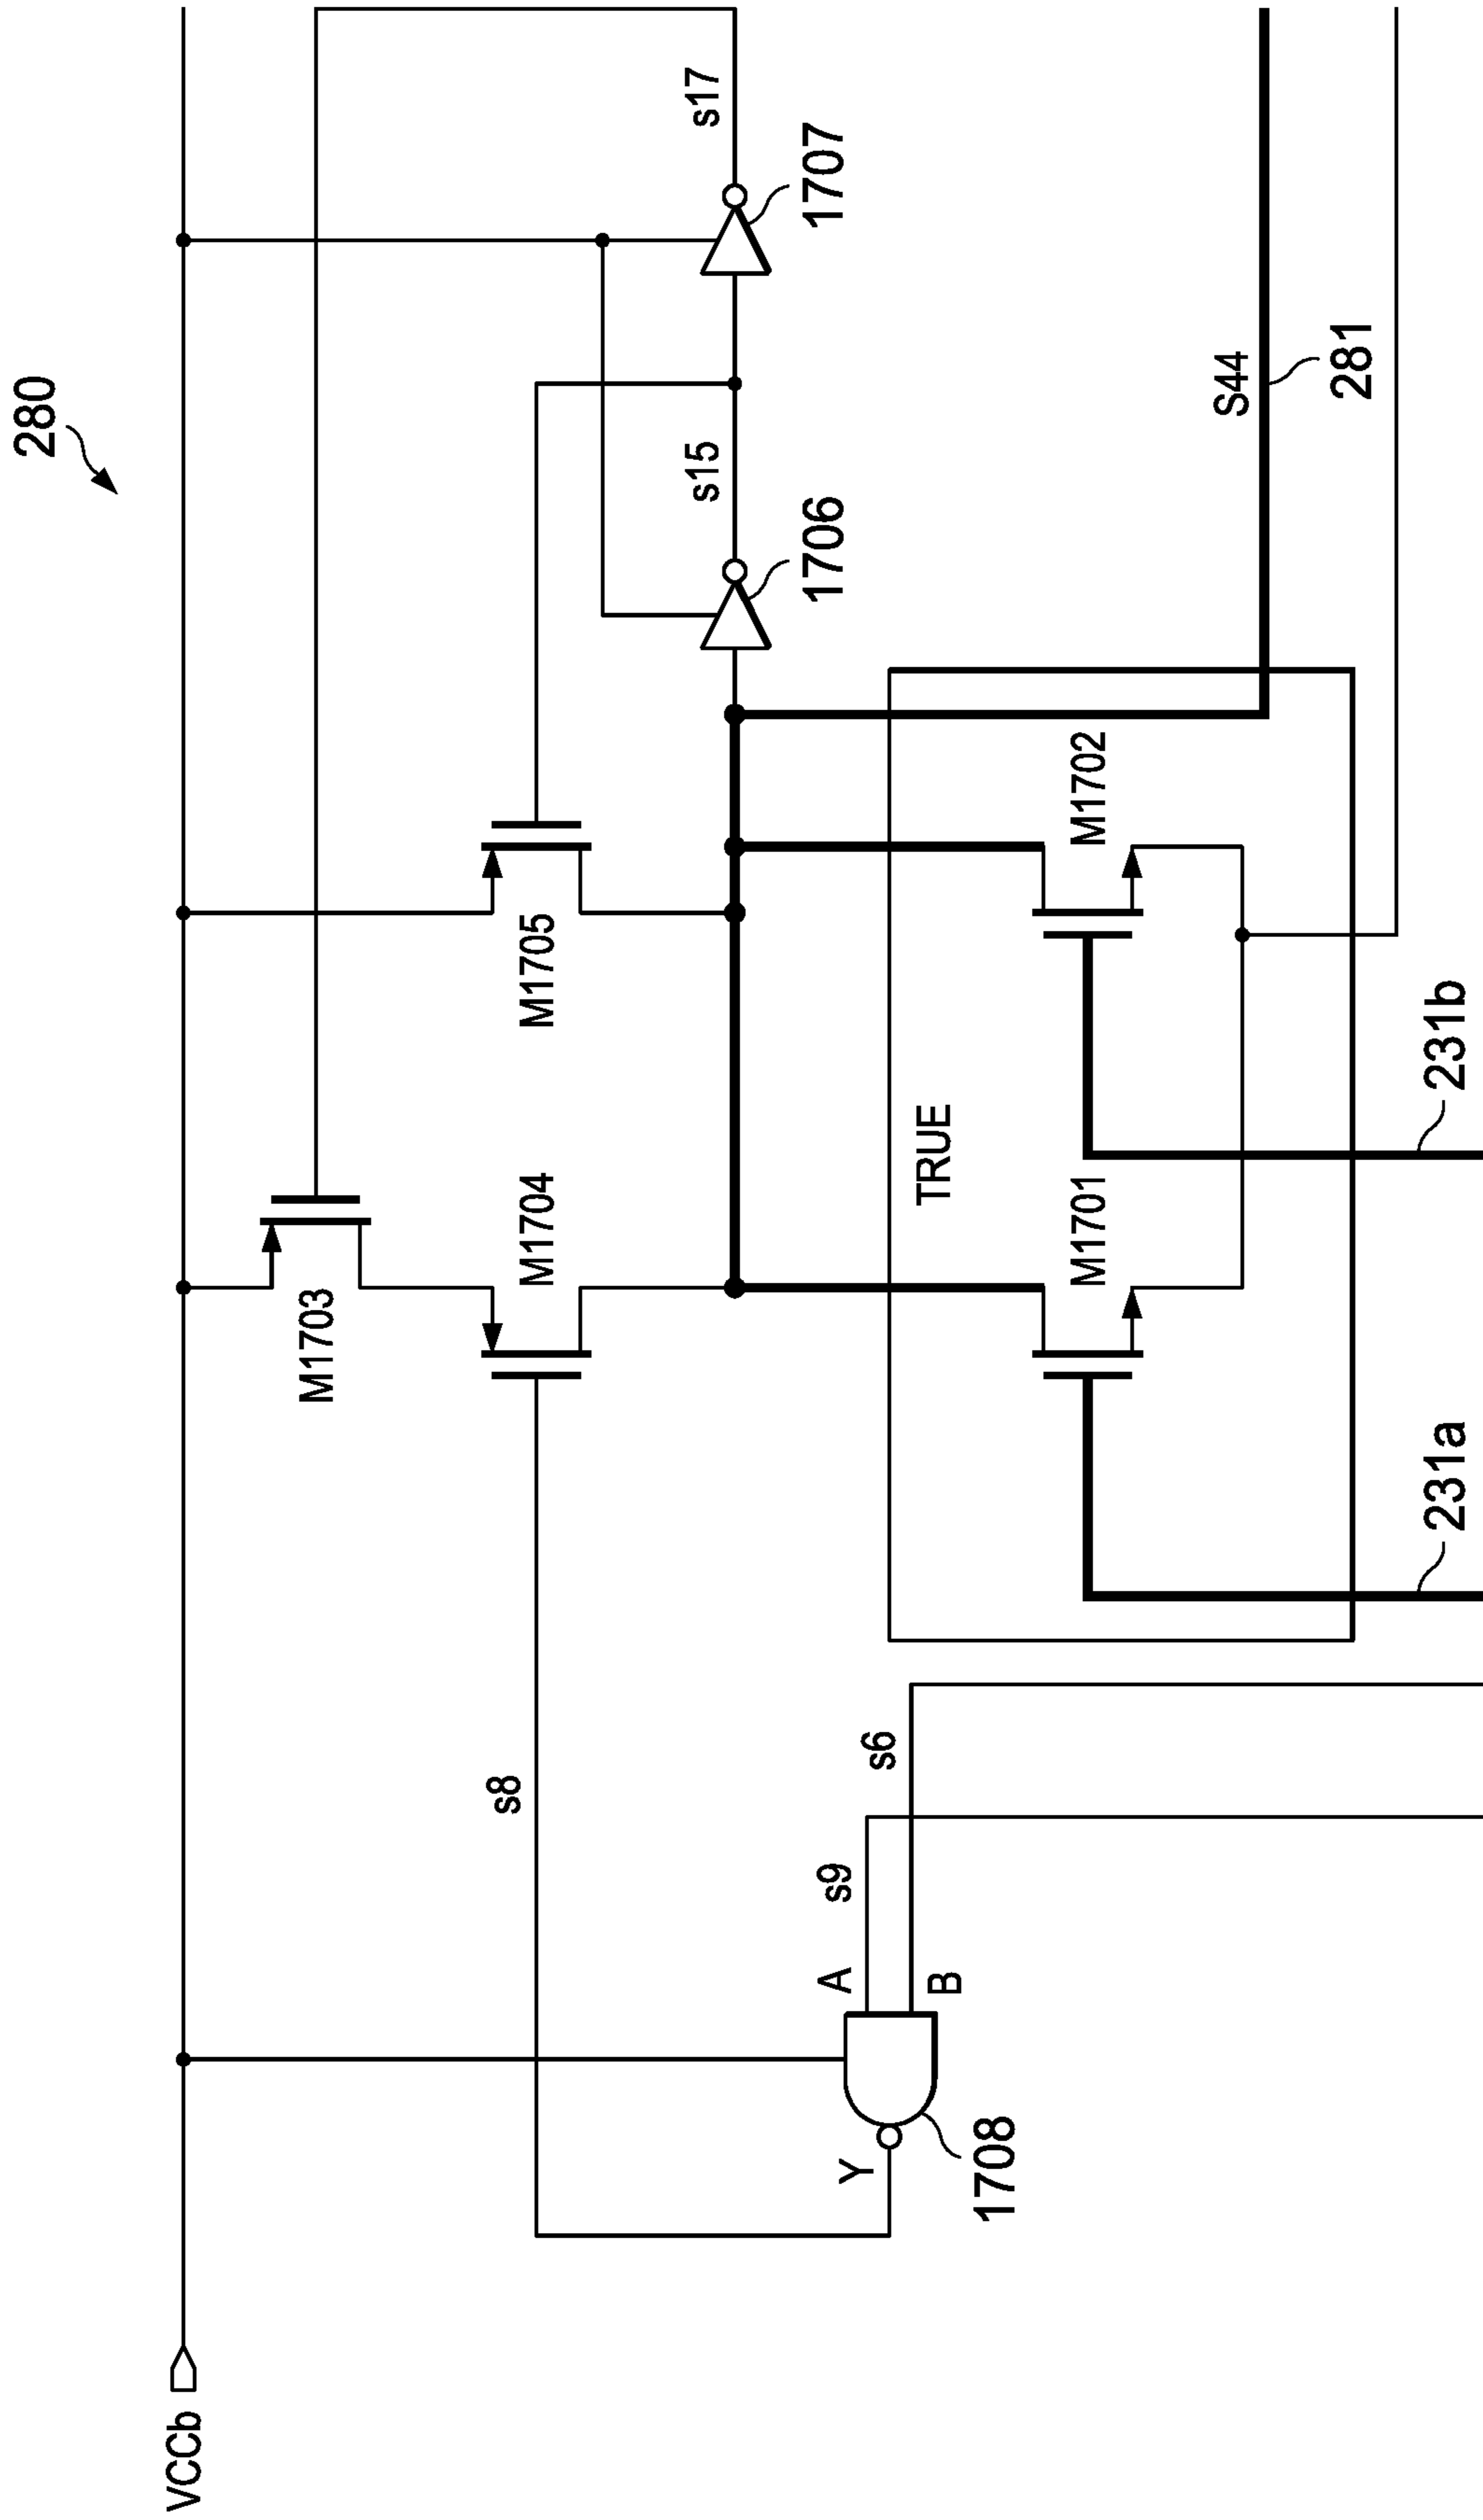 280
VCCb
M1703
s17
1707
s8
M1704
M1705
s15
1706
Y
A
s9
s6
B
1708
TRUE
M1701
M1702
S44
281
231a
231b